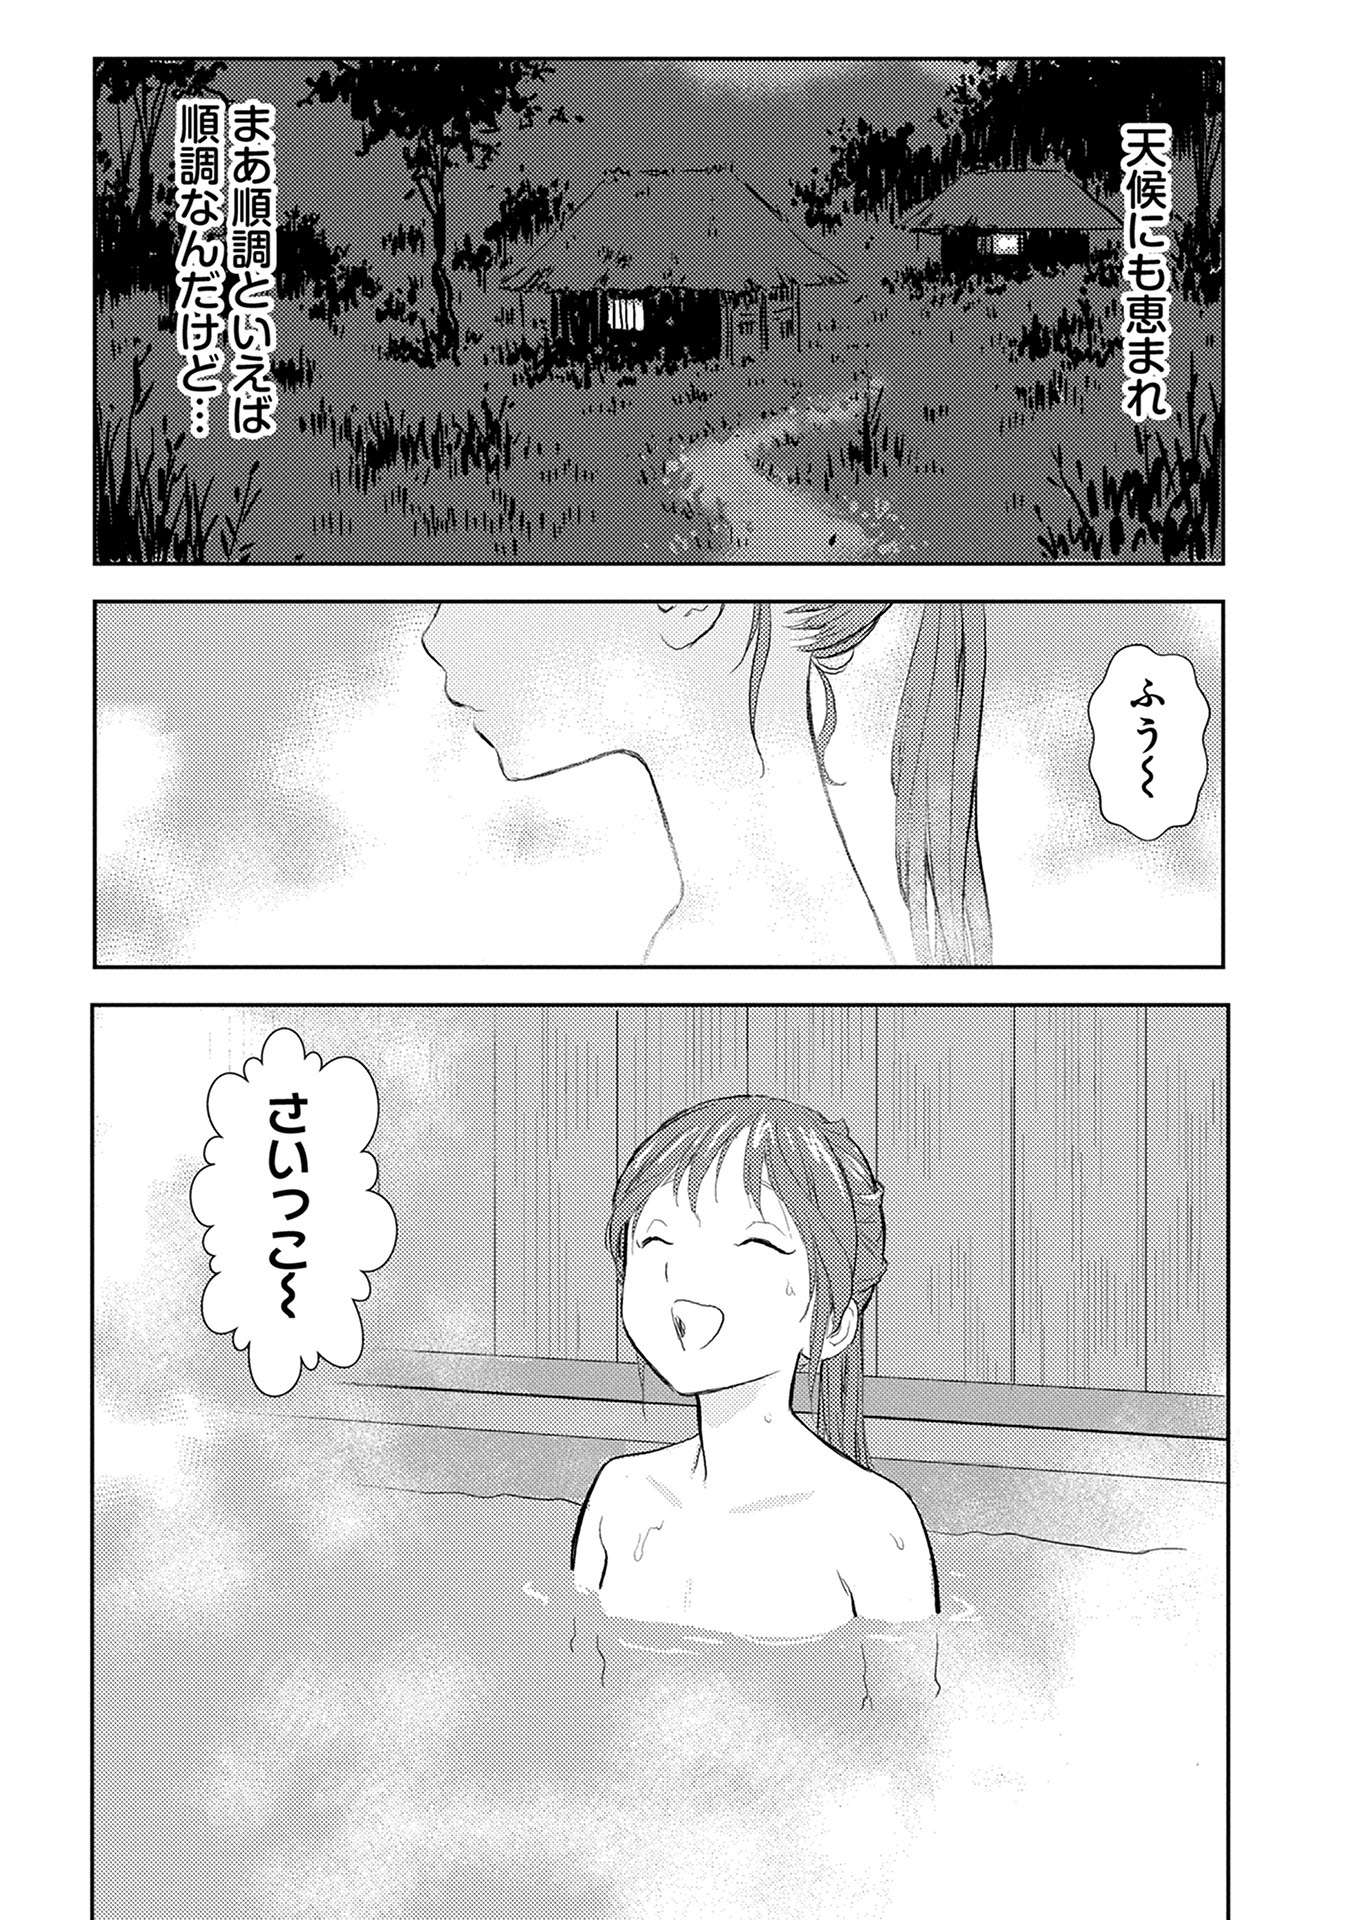 天候にも恵まれ
まあ順調といえば
順調なんだけど…
ふう〜
さいっこ〜